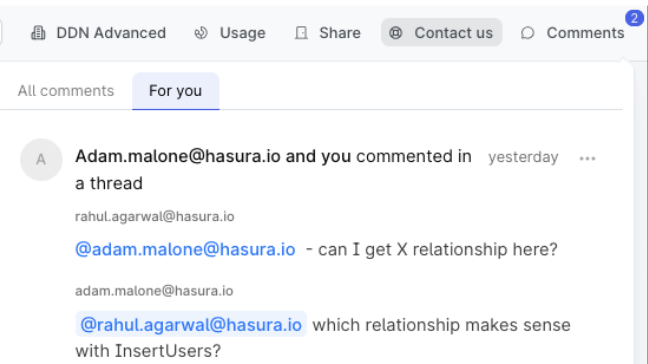 DDN Advanced Usage Share Contact us Comments 2
All comments For you
A Adam.malone@hasura.io and you commented in yesterday ...
a thread
rahul.agarwal@hasura.io
@adam.malone@hasura.io - can I get X relationship here?
adam.malone@hasura.io
@rahul.agarwal@hasura.io which relationship makes sense
with InsertUsers?